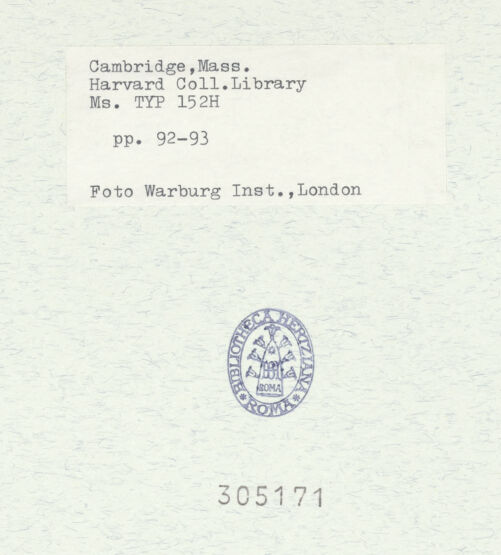 Cambridge,Mass.
Harvard Coll.Library
Ms. TYP 152H
pp. 92-93
Foto Warburg Inst.,London
BIBLIOTHECA HERTZIANA
ROMA
ROMA
305171